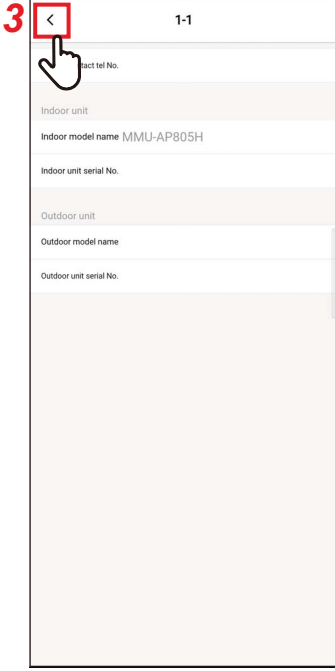 3
1-1
tact tel No.
Indoor unit
Indoor model name MMU-AP805H
Indoor unit serial No.
Outdoor unit
Outdoor model name
Outdoor unit serial No.